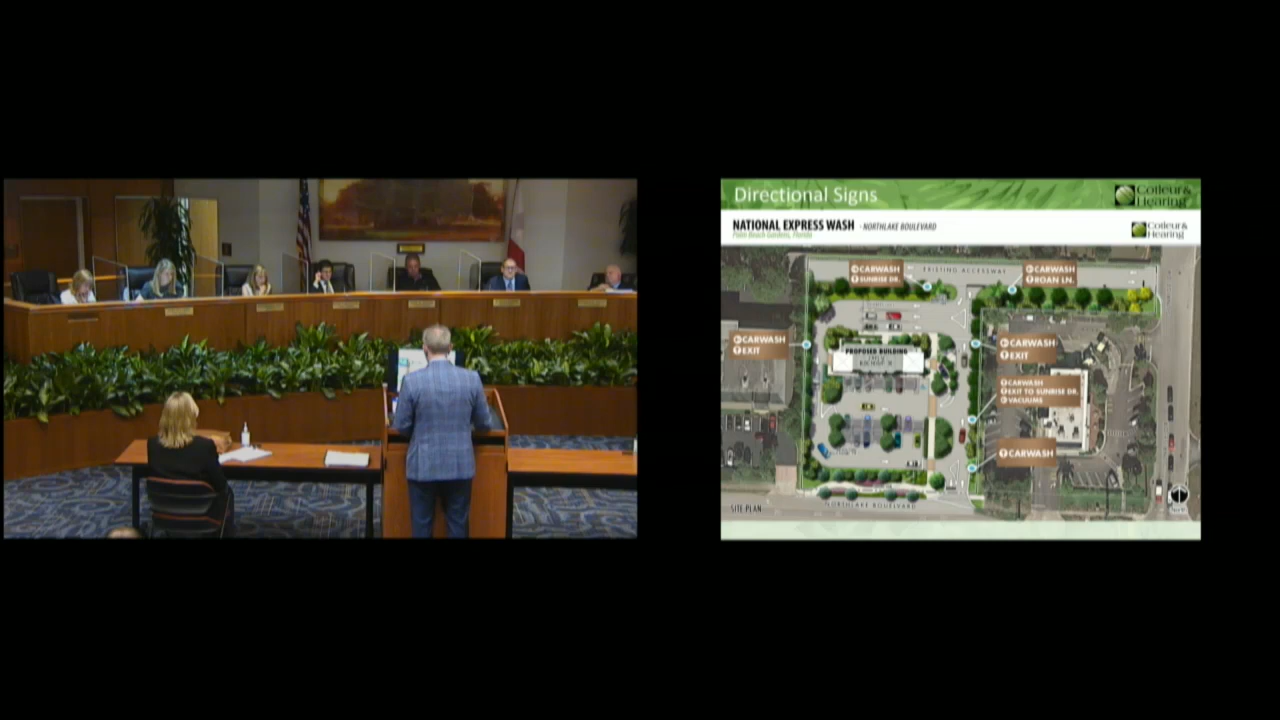 Directional Signs
Cotleur &
Hearing
NATIONAL EXPRESS WASH - NORTHLAKE BOULEVARD
Palm Beach Gardens, Florida
Cotleur &
Hearing
EXISTING ACCESSWAY
CARWASH
SUNRISE DR.
CARWASH
ROAN LN.
CARWASH
EXIT
CARWASH
EXIT
PROPOSED BUILDING
CARWASH
EXIT TO SUNRISE DR.
VACUUMS
CARWASH
NORTHLAKE BOULEVARD
SITE PLAN
North